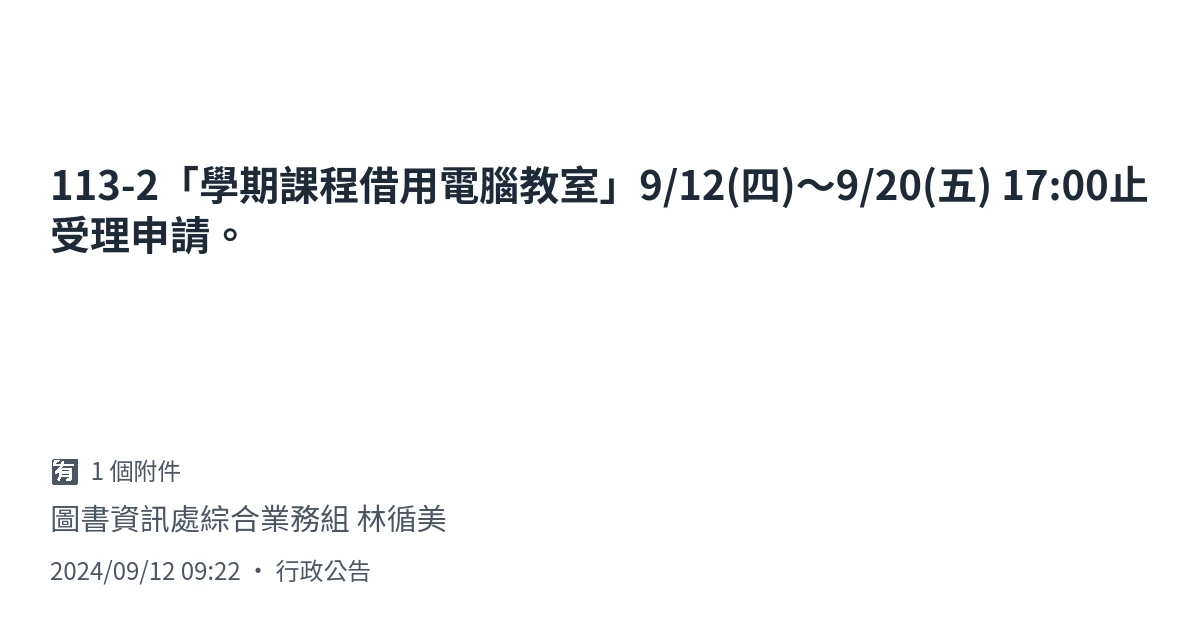 113-2「學期課程借用電腦教室」9/12(四)～9/20(五) 17:00止
受理申請。
有 1 個附件
圖書資訊處綜合業務組 林循美
2024/09/12 09:22 • 行政公告